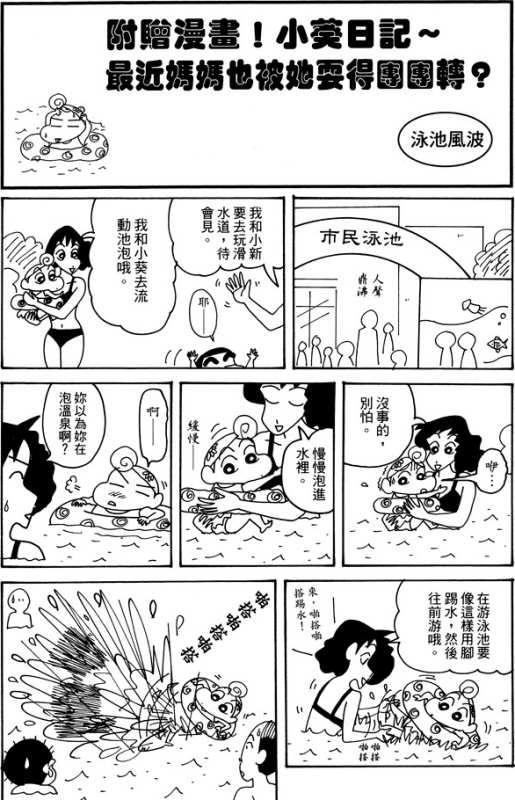 附贈漫畫！小葵日記～
最近媽媽也被她耍得團團轉？
泳池風波
市民泳池
人聲
鼎沸
我和小新
要去玩滑
水道，待
會見。
耶——
我和小葵去流
動池泡哦。
咿…
沒事的，
別怕。
慢慢泡進
水裡。
緩慢——
啊——
妳以為妳在
泡溫泉啊？
在游泳池要
像這樣用腳
踢水，然後
往前游哦。
來，啪搭啪
搭踢水！
啪搭
啪搭
啪搭啪搭